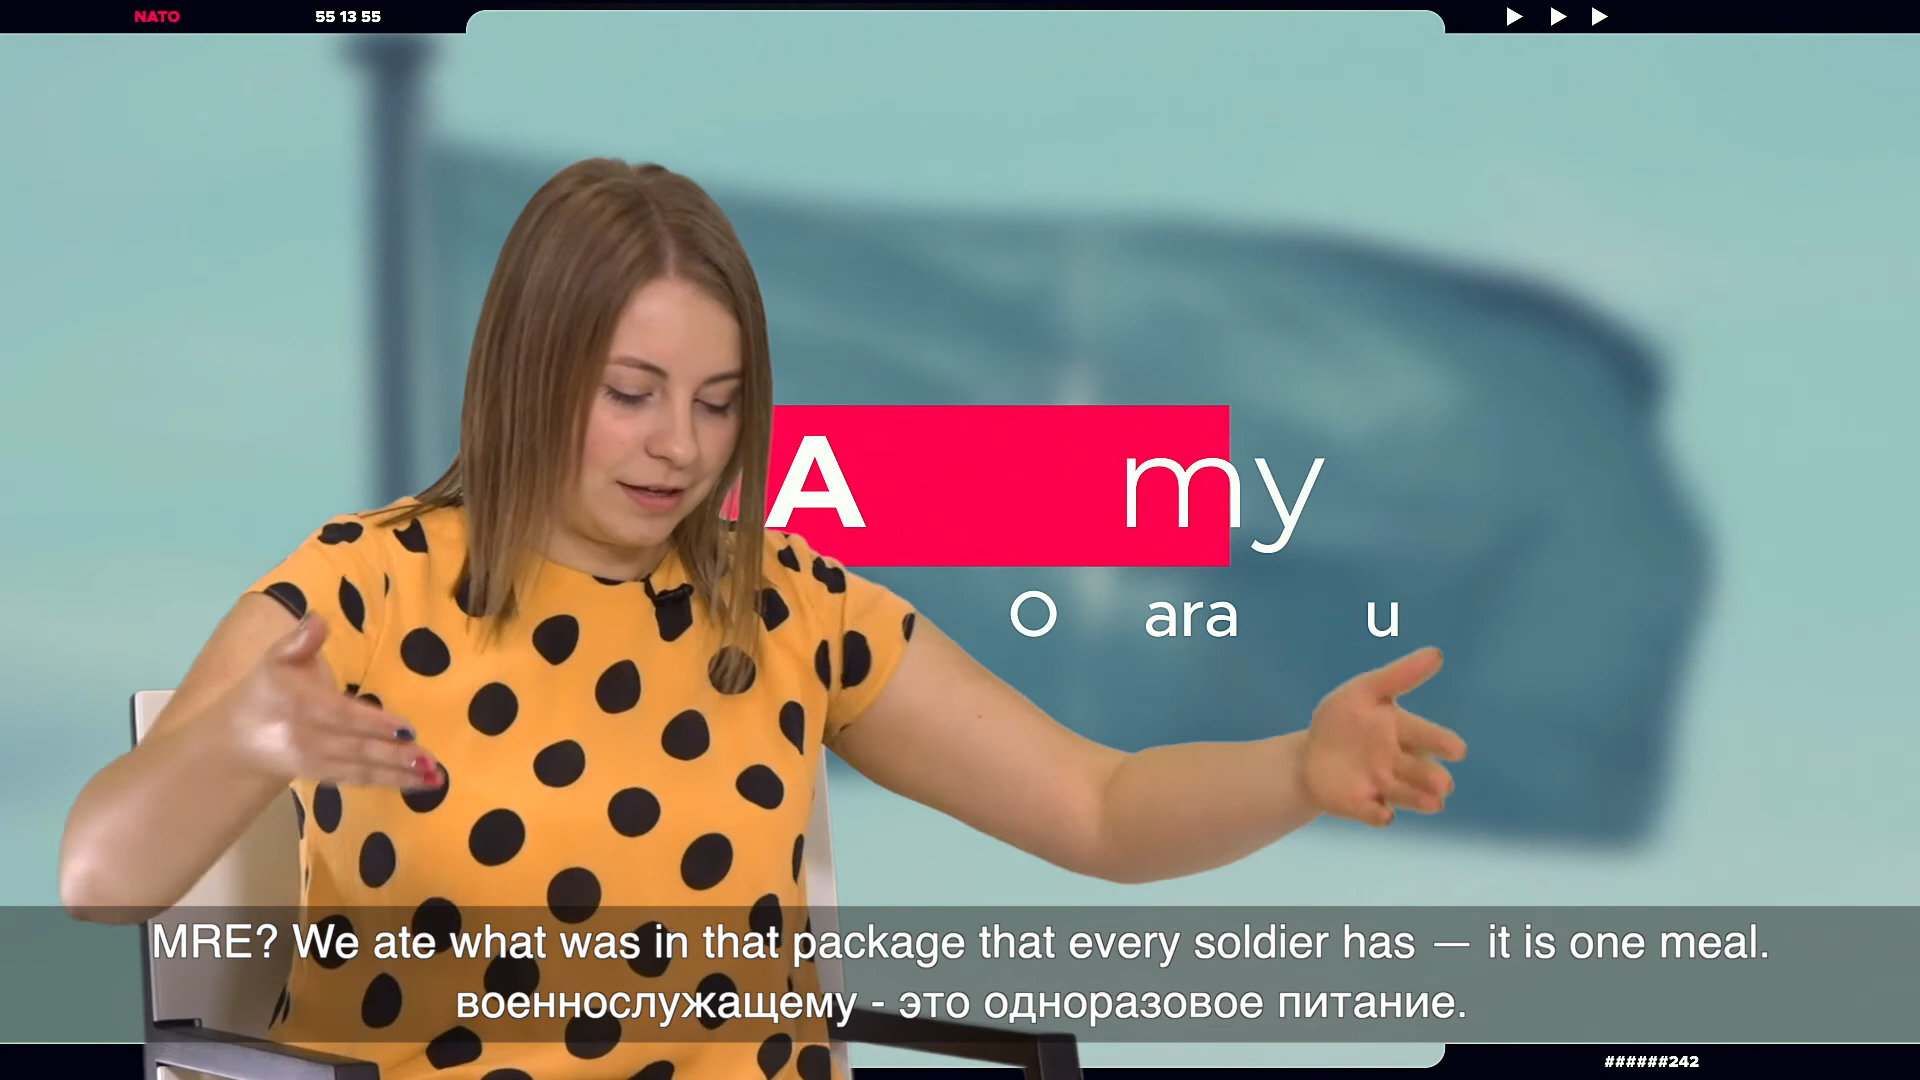 NATO
55 13 55
A my
O ara u
MRE? We ate what was in that package that every soldier has — it is one meal.
военнослужащему - это одноразовое питание.
######242